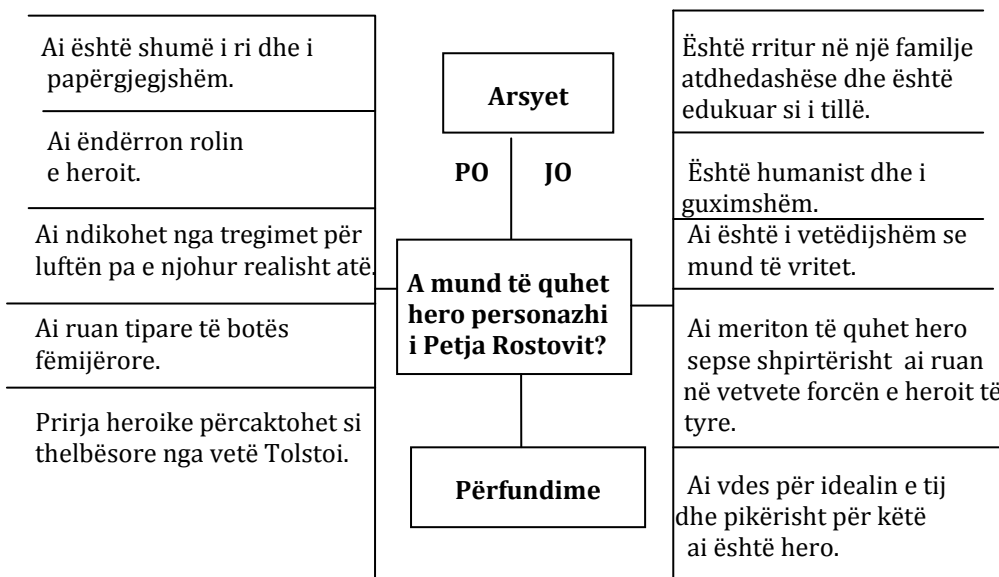 Ai është shumë i ri dhe i
papërgjegjshëm.
Ai ëndërron rolin
e heroit.
Ai ndikohet nga tregimet për
luftën pa e njohur realisht atë.
Ai ruan tipare të botës
fëmijërore.
Prirja heroike përcaktohet si
thelbësore nga vetë Tolstoi.
Arsyet
PO JO
A mund të quhet
hero personazhi
i Petja Rostovit?
Përfundime
Është rritur në një familje
atdhedashëse dhe është
edukuar si i tillë.
Është humanist dhe i
guximshëm.
Ai është i vetëdijshëm se
mund të vritet.
Ai meriton të quhet hero
sepse shpirtërisht ai ruan
në vetvete forcën e heroit të
tyre.
Ai vdes për idealin e tij
dhe pikërisht për këtë
ai është hero.